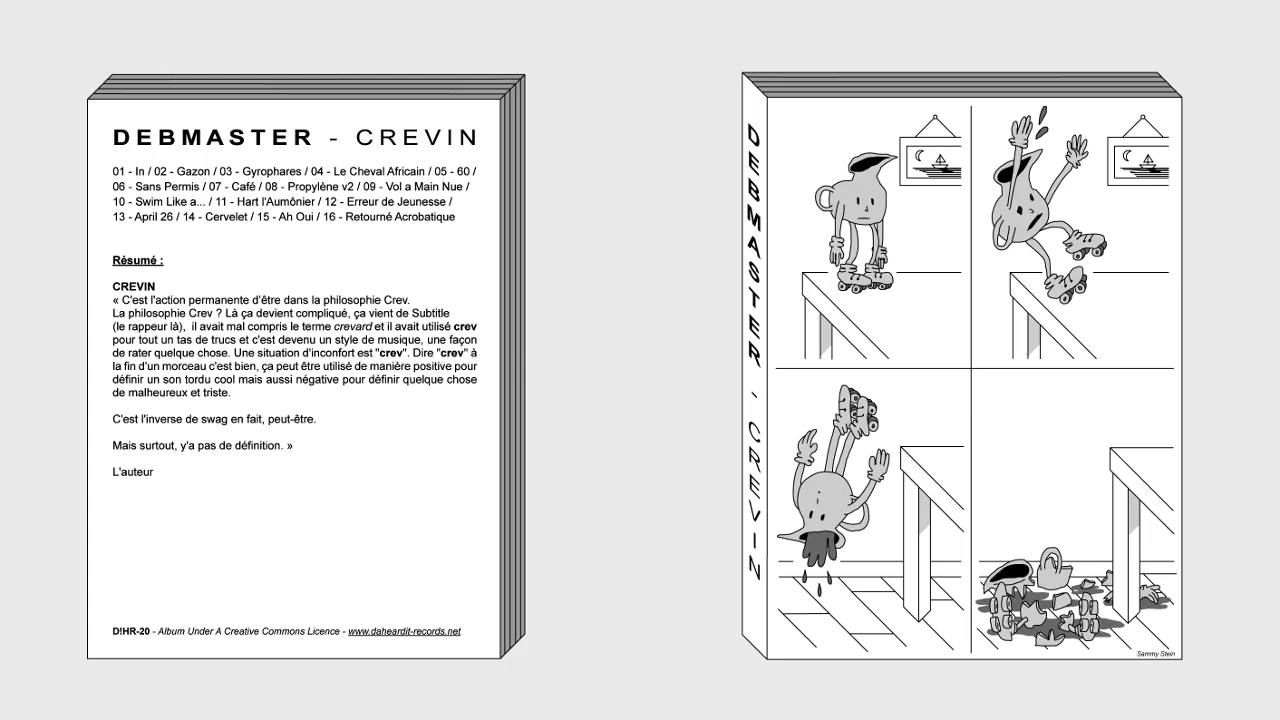 DEBMASTER - CREVIN
01 - In / 02 - Gazon / 03 - Gyrophares / 04 - Le Cheval Africain / 05 - 60 /
06 - Sans Permis / 07 - Café / 08 - Propylène v2 / 09 - Vol a Main Nue /
10 - Swim Like a... / 11 - Hart l'Aumônier / 12 - Erreur de Jeunesse /
13 - April 26 / 14 - Cervelet / 15 - Ah Oui / 16 - Retourné Acrobatique
Résumé :
CREVIN
« C'est l'action permanente d'être dans la philosophie Crev.
La philosophie Crev ? Là ça devient compliqué, ça vient de Subtitle
(le rappeur là), il avait mal compris le terme crevard et il avait utilisé crev
pour tout un tas de trucs et c'est devenu un style de musique, une façon
de rater quelque chose. Une situation d'inconfort est "crev". Dire "crev" à
la fin d'un morceau c'est bien, ça peut être utilisé de manière positive pour
définir un son tordu cool mais aussi négative pour définir quelque chose
de malheureux et triste.
C'est l'inverse de swag en fait, peut-être.
Mais surtout, y'a pas de définition. »
L'auteur
D!HR-20 - Album Under A Creative Commons Licence - www.daheardit-records.net
DEBMASTER - CREVIN
Sammy Stein